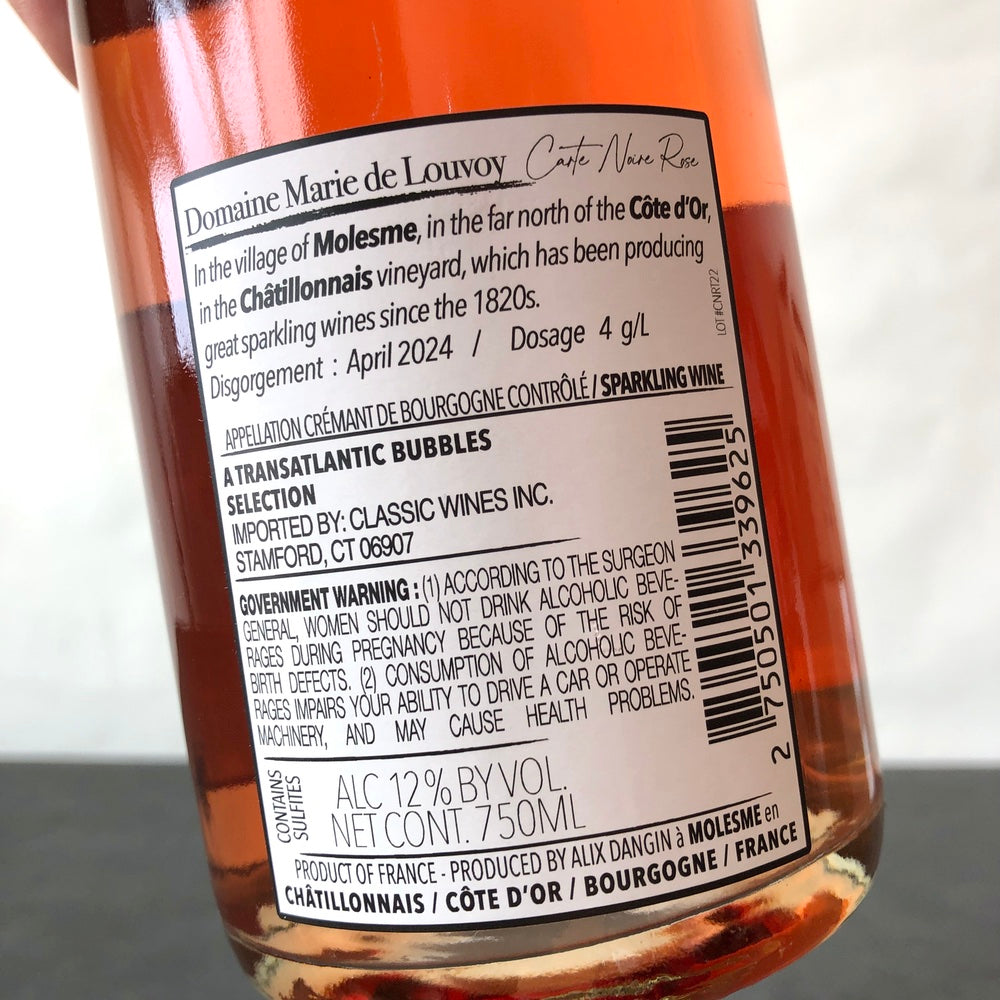 Domaine Marie de Louvoy Carte Noire Rose
In the village of Molesme, in the far north of the Côte d'Or,
in the Châtillonnais vineyard, which has been producing
great sparkling wines since the 1820s.
Disgorgement : April 2024 / Dosage 4 g/L
LOT #CNRT22
APPELLATION CRÉMANT DE BOURGOGNE CONTRÔLÉ / SPARKLING WINE
A TRANSATLANTIC BUBBLES
SELECTION
IMPORTED BY: CLASSIC WINES INC.
STAMFORD, CT 06907
GOVERNMENT WARNING : (1) ACCORDING TO THE SURGEON
GENERAL, WOMEN SHOULD NOT DRINK ALCOHOLIC BEVE-
RAGES DURING PREGNANCY BECAUSE OF THE RISK OF
BIRTH DEFECTS. (2) CONSUMPTION OF ALCOHOLIC BEVE-
RAGES IMPAIRS YOUR ABILITY TO DRIVE A CAR OR OPERATE
MACHINERY, AND MAY CAUSE HEALTH PROBLEMS.
2 750501 339625
CONTAINS
SULFITES
ALC 12% BY VOL.
NET CONT. 750ML
PRODUCT OF FRANCE - PRODUCED BY ALIX DANGIN à MOLESME en
CHÂTILLONNAIS / CÔTE D'OR / BOURGOGNE / FRANCE